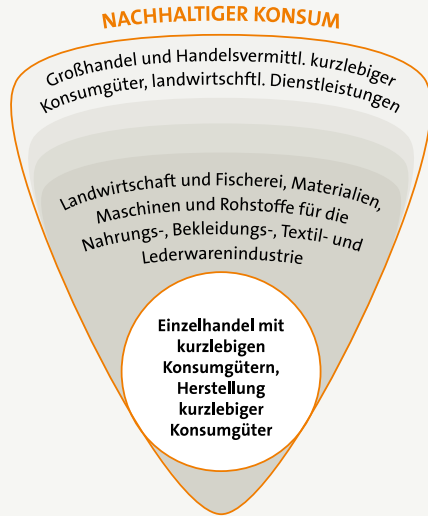 NACHHALTIGER KONSUM
Großhandel und Handelsvermittl. kurzlebiger
Konsumgüter, landwirtschftl. Dienstleistungen
Landwirtschaft und Fischerei, Materialien,
Maschinen und Rohstoffe für die
Nahrungs-, Bekleidungs-, Textil- und
Lederwarenindustrie
Einzelhandel mit
kurzlebigen
Konsumgütern,
Herstellung
kurzlebiger
Konsumgüter